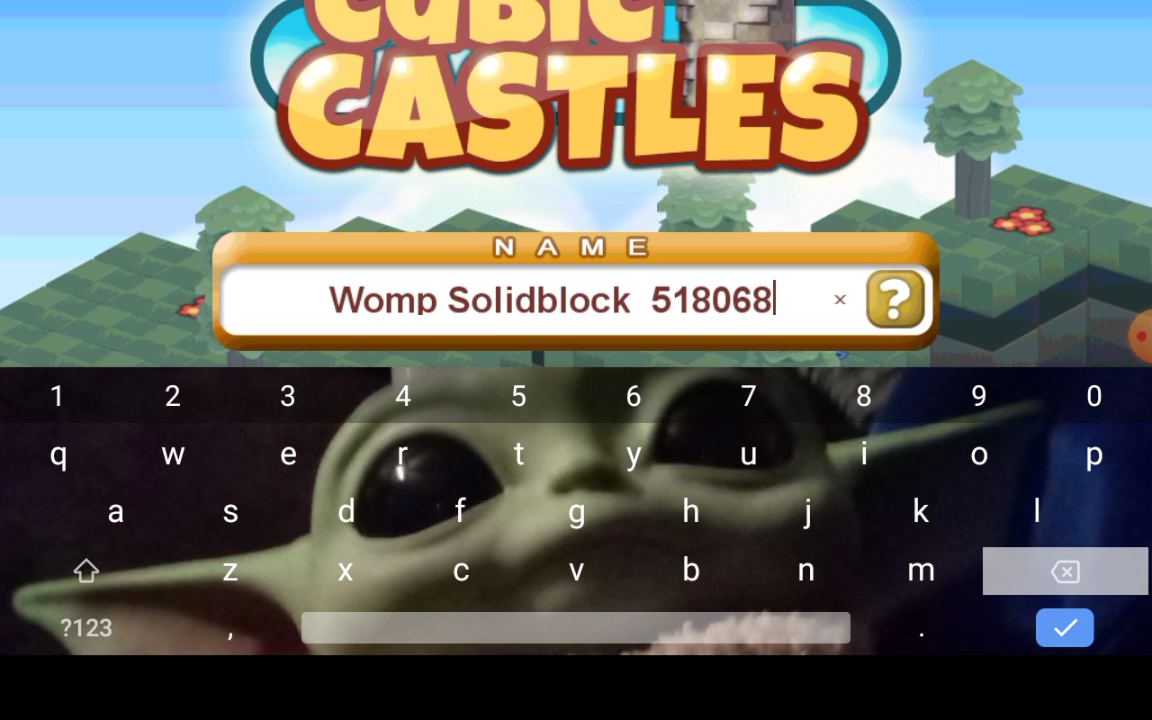 CUBIC
CASTLES
NAME
Womp Solidblock  518068
×
?
1 2 3 4 5 6 7 8 9 0
q w e r t y u i o p
a s d f g h j k l
z x c v b n m
?123 , .